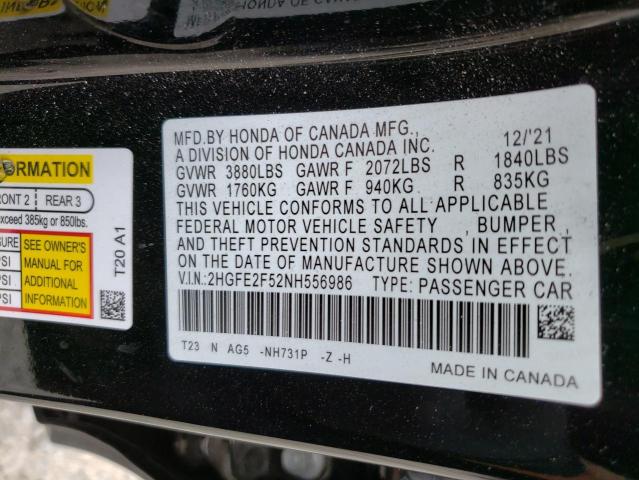 MFD.BY HONDA OF CANADA MFG., 12/'21
A DIVISION OF HONDA CANADA INC.
GVWR 3880LBS GAWR F 2072LBS R 1840LBS
GVWR 1760KG GAWR F 940KG R 835KG
THIS VEHICLE CONFORMS TO ALL APPLICABLE
FEDERAL MOTOR VEHICLE SAFETY , BUMPER,
AND THEFT PREVENTION STANDARDS IN EFFECT
ON THE DATE OF MANUFACTURE SHOWN ABOVE.
V.I.N.:2HGFE2F52NH556986 TYPE: PASSENGER CAR
T23 N AG5 -NH731P -Z -H
MADE IN CANADA
ORMATION
FRONT 2 REAR 3
exceed 385kg or 850lbs.
SURE SEE OWNER'S
PSI MANUAL FOR
PSI ADDITIONAL
INFORMATION
T20 A1